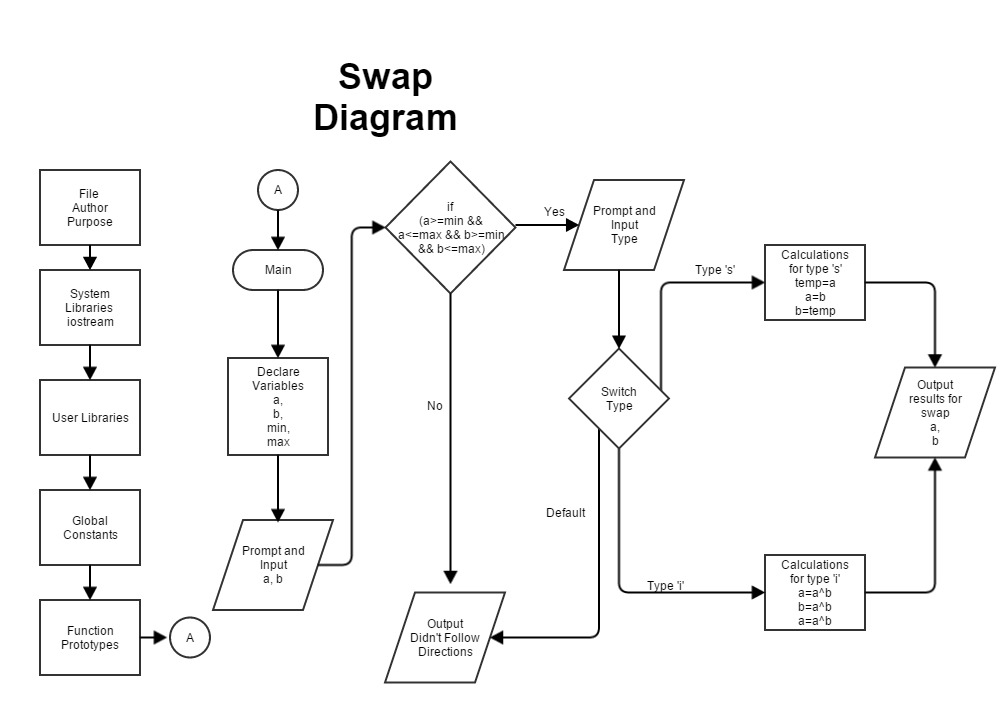 Swap
Diagram
File
Author
Purpose
System
Libraries
iostream
User Libraries
Global
Constants
Function
Prototypes
A
A
Main
Declare
Variables
a,
b,
min,
max
Prompt and
Input
a, b
if
(a>=min &&
a<=max && b>=min
&& b<=max)
Yes
No
Prompt and
Input
Type
Switch
Type
Type 's'
Default
Type 'i'
Output
Didn't Follow
Directions
Calculations
for type 's'
temp=a
a=b
b=temp
Calculations
for type 'i'
a=a^b
b=a^b
a=a^b
Output
results for
swap
a,
b